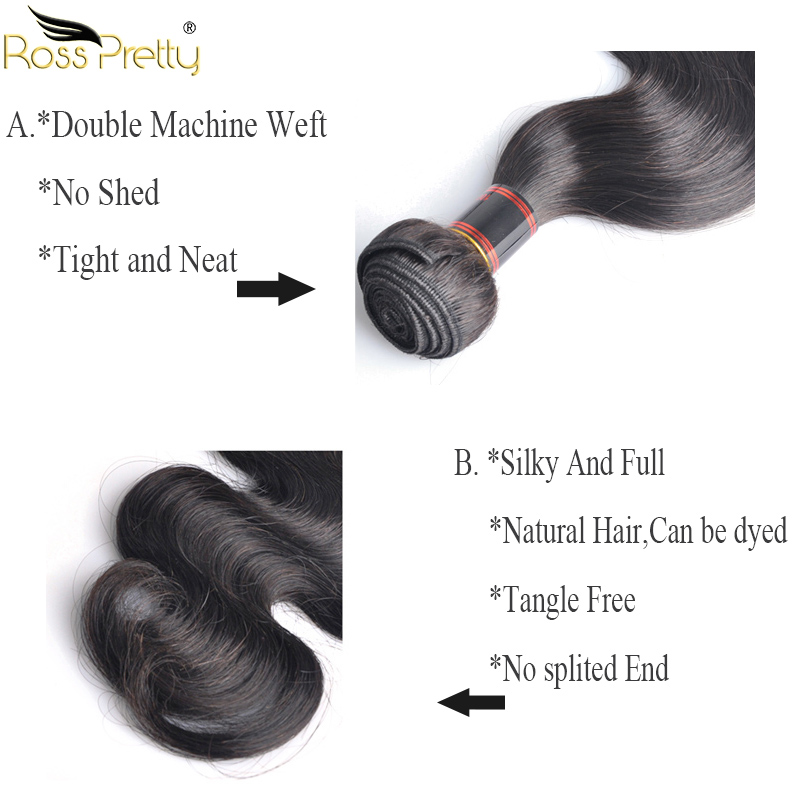 Ross Pretty®
A.*Double Machine Weft
*No Shed
*Tight and Neat
B. *Silky And Full
*Natural Hair,Can be dyed
*Tangle Free
*No splited End